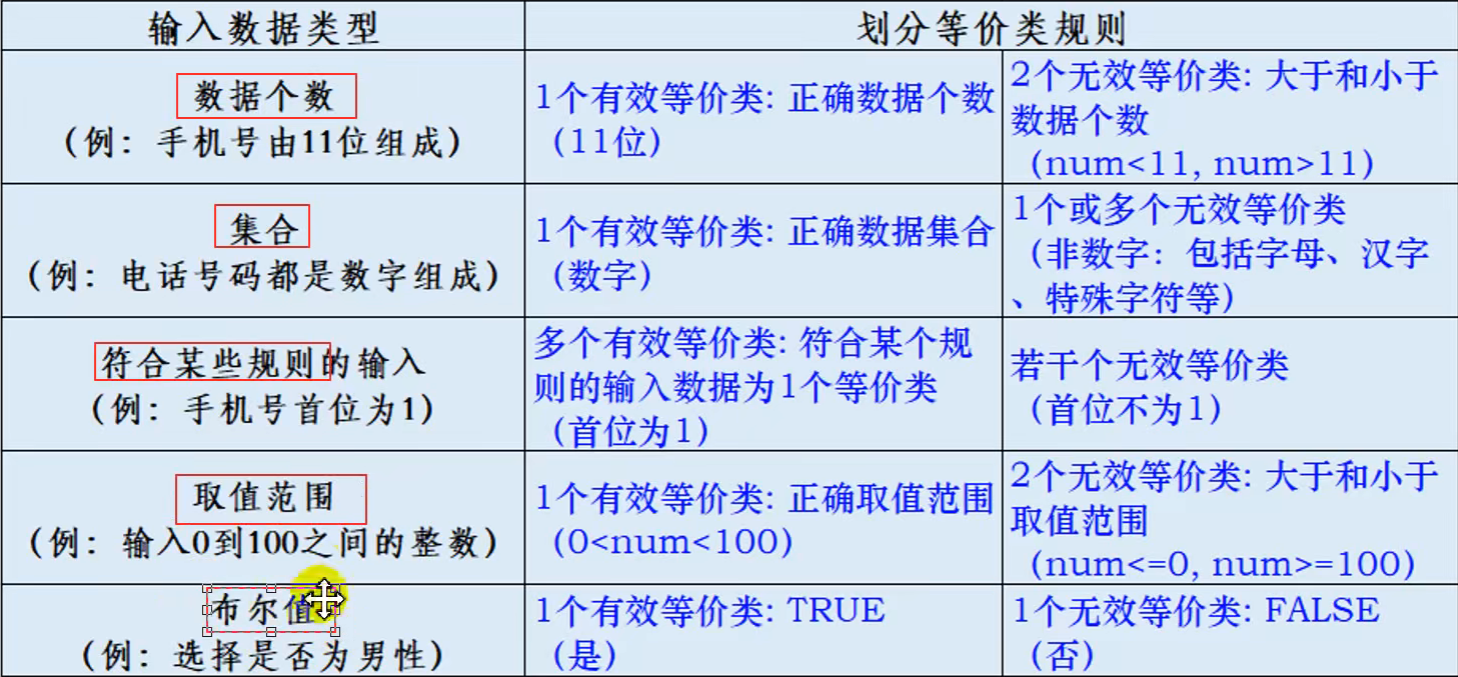 输入数据类型
划分等价类规则
数据个数
（例：手机号由11位组成）
1个有效等价类: 正确数据个数
（11位）
2个无效等价类: 大于和小于
数据个数
（num<11, num>11）
集合
（例：电话号码都是数字组成）
1个有效等价类: 正确数据集合
（数字）
1个或多个无效等价类
（非数字：包括字母、汉字
、特殊字符等）
符合某些规则的输入
（例：手机号首位为1）
多个有效等价类: 符合某个规
则的输入数据为1个等价类
（首位为1）
若干个无效等价类
（首位不为1）
取值范围
（例：输入0到100之间的整数）
1个有效等价类: 正确取值范围
（0<num<100）
2个无效等价类: 大于和小于
取值范围
（num<=0, num>=100）
布尔值
（例：选择是否为男性）
1个有效等价类: TRUE
（是）
1个无效等价类: FALSE
（否）